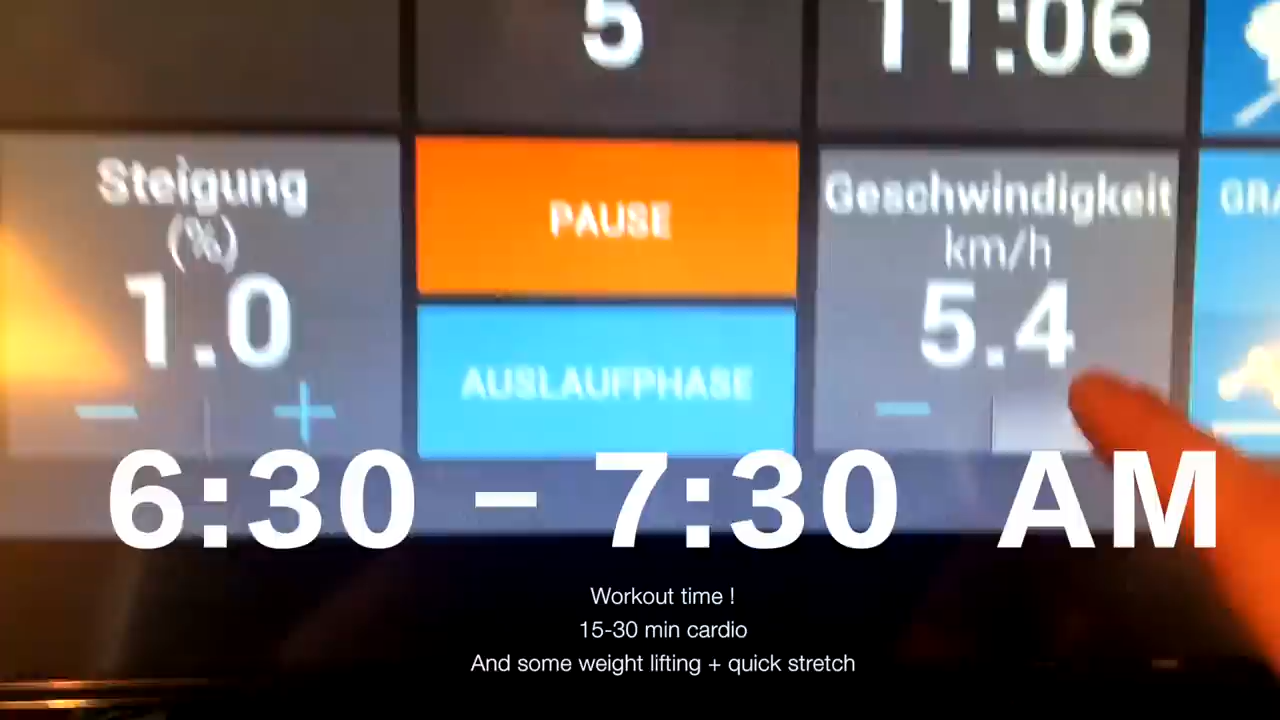 5
11:06
Steigung
(%)
1.0
PAUSE
AUSLAUFPHASE
Geschwindigkeit
km/h
5.4
6:30 – 7:30 AM
Workout time !
15-30 min cardio
And some weight lifting + quick stretch